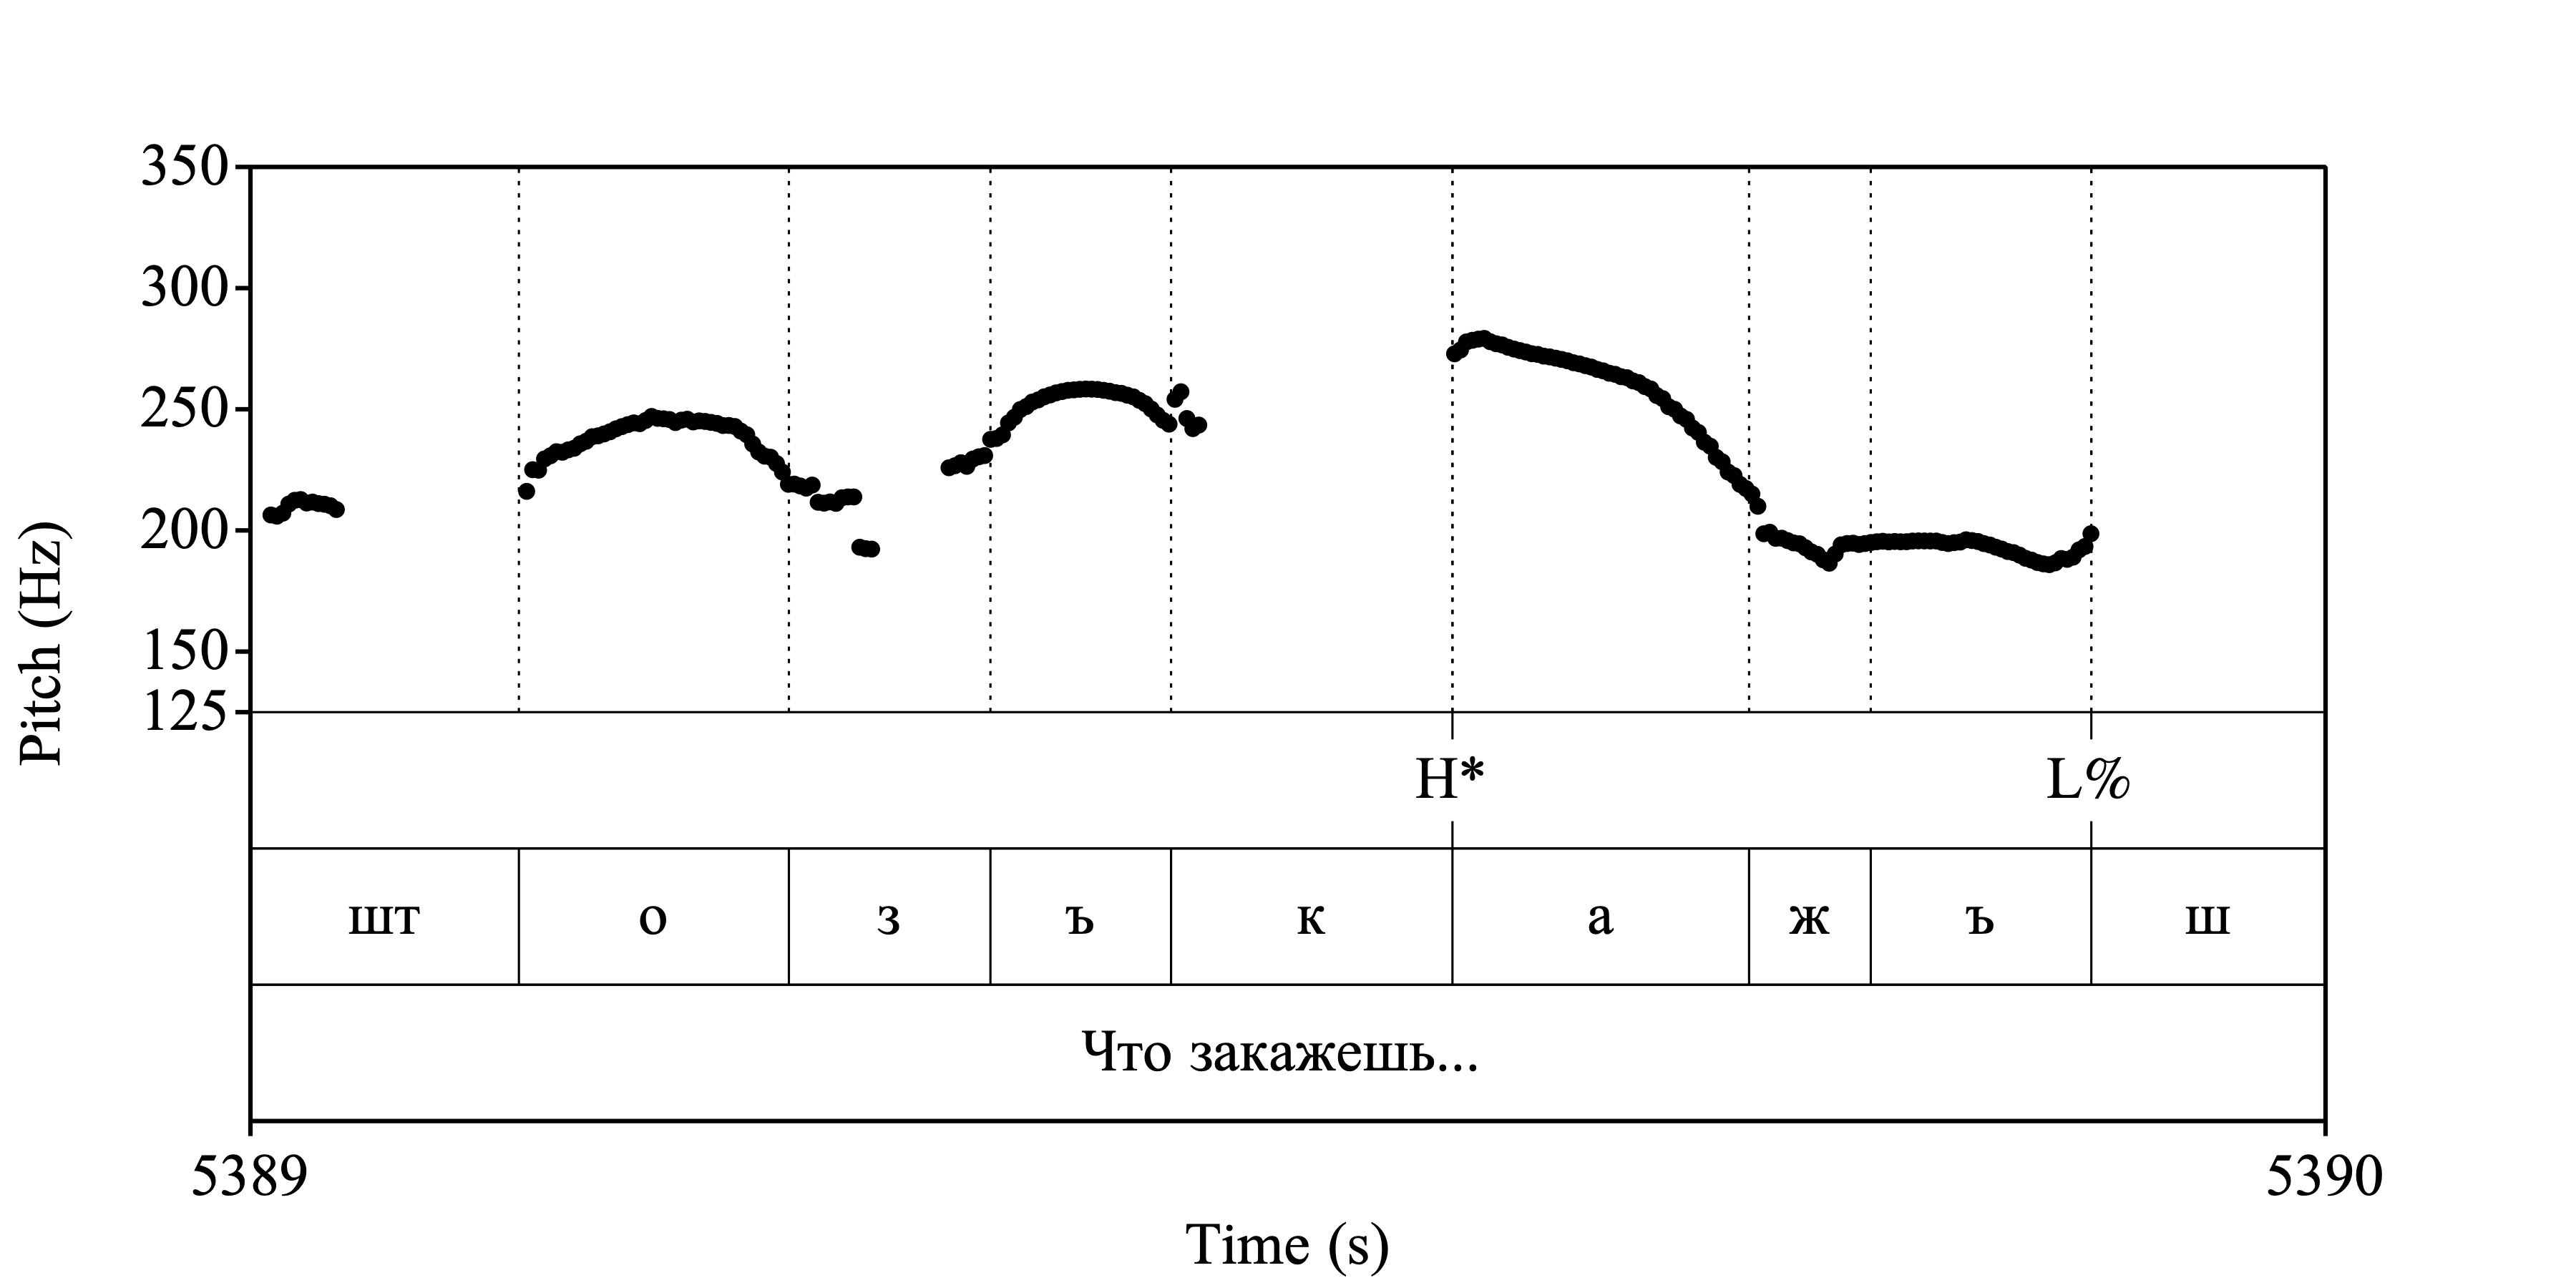 350
300
250
200
150
125
Pitch (Hz)
H* L%
шт о з ъ к а ж ъ ш
Что закажешь...
5389 5390
Time (s)